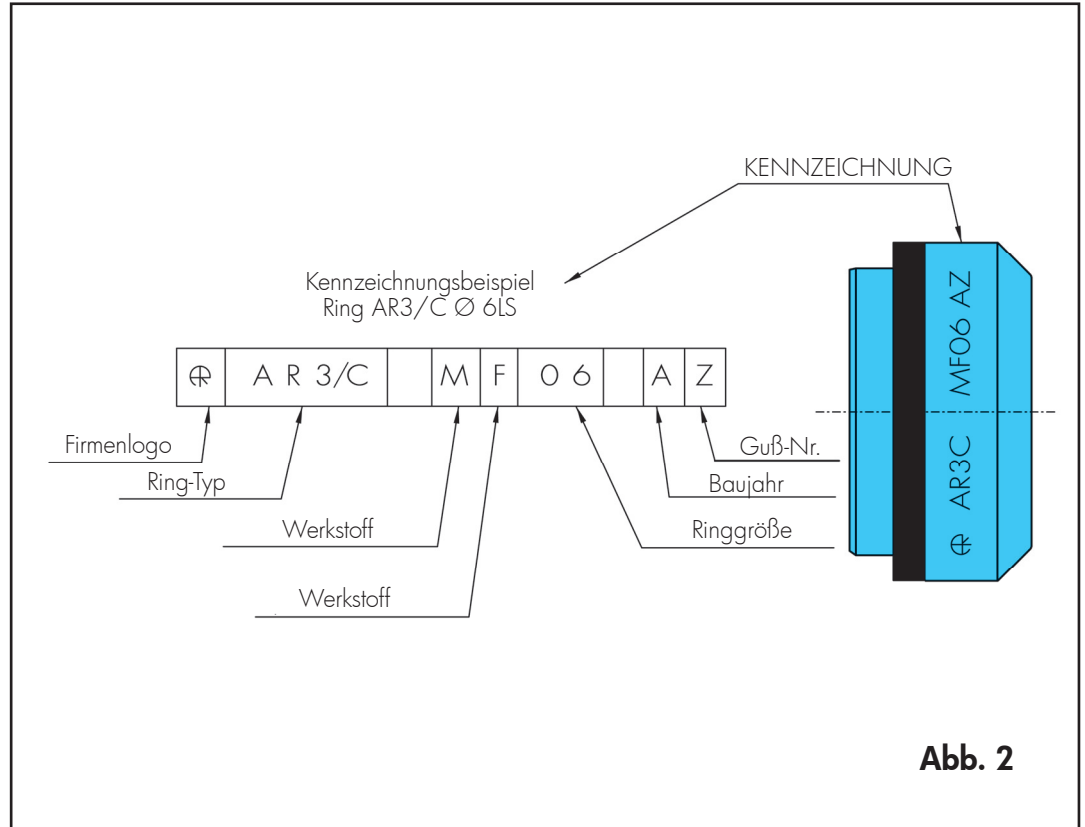 KENNZEICHNUNG
Kennzeichnungsbeispiel
Ring AR3/C Ø 6LS
A R 3/C M F 0 6 A Z
Firmenlogo
Guß-Nr.
Ring-Typ
Baujahr
Werkstoff
Ringgröße
Werkstoff
AR3C MF06 AZ
Abb. 2